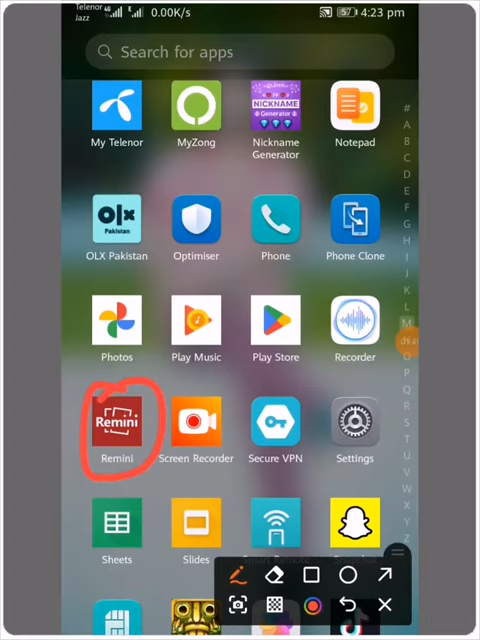 Telenor
Jazz
0.00K/s
57
4:23 pm
Search for apps
NICKNAME
Generator
My Telenor
MyZong
Nickname
Generator
Notepad
olx
Pakistan
OLX Pakistan
Optimiser
Phone
Phone Clone
Photos
Play Music
Play Store
Recorder
Remini
Remini
Screen Recorder
Secure VPN
Settings
Sheets
Slides
#
A
B
C
D
E
F
G
H
I
J
K
L
M
O
P
Q
R
S
T
U
V
W
X
Y
Z